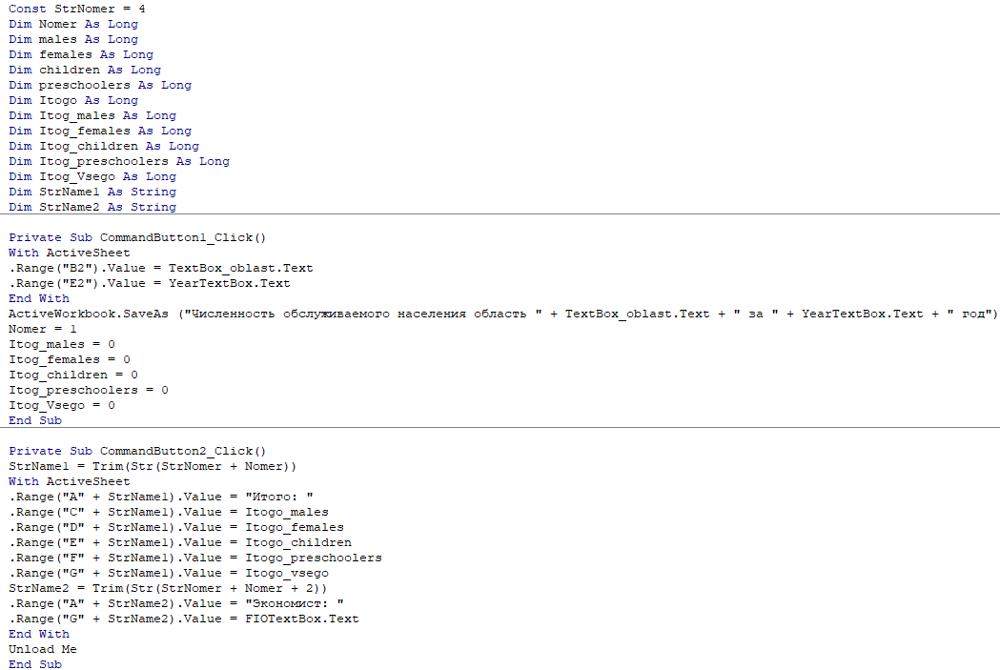 Const StrNomer = 4
Dim Nomer As Long
Dim males As Long
Dim females As Long
Dim children As Long
Dim preschoolers As Long
Dim Itogo As Long
Dim Itog_males As Long
Dim Itog_females As Long
Dim Itog_children As Long
Dim Itog_preschoolers As Long
Dim Itog_Vsego As Long
Dim StrName1 As String
Dim StrName2 As String
Private Sub CommandButton1_Click()
With ActiveSheet
.Range("B2").Value = TextBox_oblast.Text
.Range("E2").Value = YearTextBox.Text
End With
ActiveWorkbook.SaveAs ("Численность обслуживаемого населения область " + TextBox_oblast.Text + " за " + YearTextBox.Text + " год")
Nomer = 1
Itog_males = 0
Itog_females = 0
Itog_children = 0
Itog_preschoolers = 0
Itog_Vsego = 0
End Sub
Private Sub CommandButton2_Click()
StrName1 = Trim(Str(StrNomer + Nomer))
With ActiveSheet
.Range("A" + StrName1).Value = "Итого: "
.Range("C" + StrName1).Value = Itogo_males
.Range("D" + StrName1).Value = Itogo_females
.Range("E" + StrName1).Value = Itogo_children
.Range("F" + StrName1).Value = Itogo_preschoolers
.Range("G" + StrName1).Value = Itogo_vsego
StrName2 = Trim(Str(StrNomer + Nomer + 2))
.Range("A" + StrName2).Value = "Экономист: "
.Range("G" + StrName2).Value = FIOTextBox.Text
End With
Unload Me
End Sub